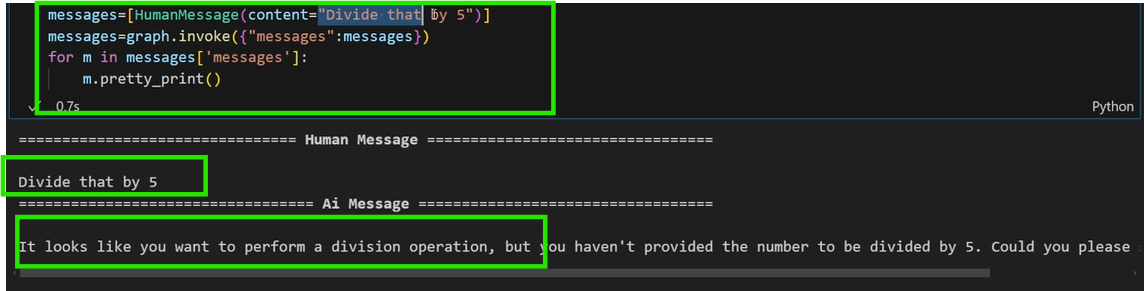 messages=[HumanMessage(content="Divide that by 5")]
messages=graph.invoke({"messages":messages})
for m in messages['messages']:
    m.pretty_print()
✓ 0.7s
Python
================================ Human Message =================================
Divide that by 5
================================== Ai Message ==================================
It looks like you want to perform a division operation, but you haven't provided the number to be divided by 5. Could you please